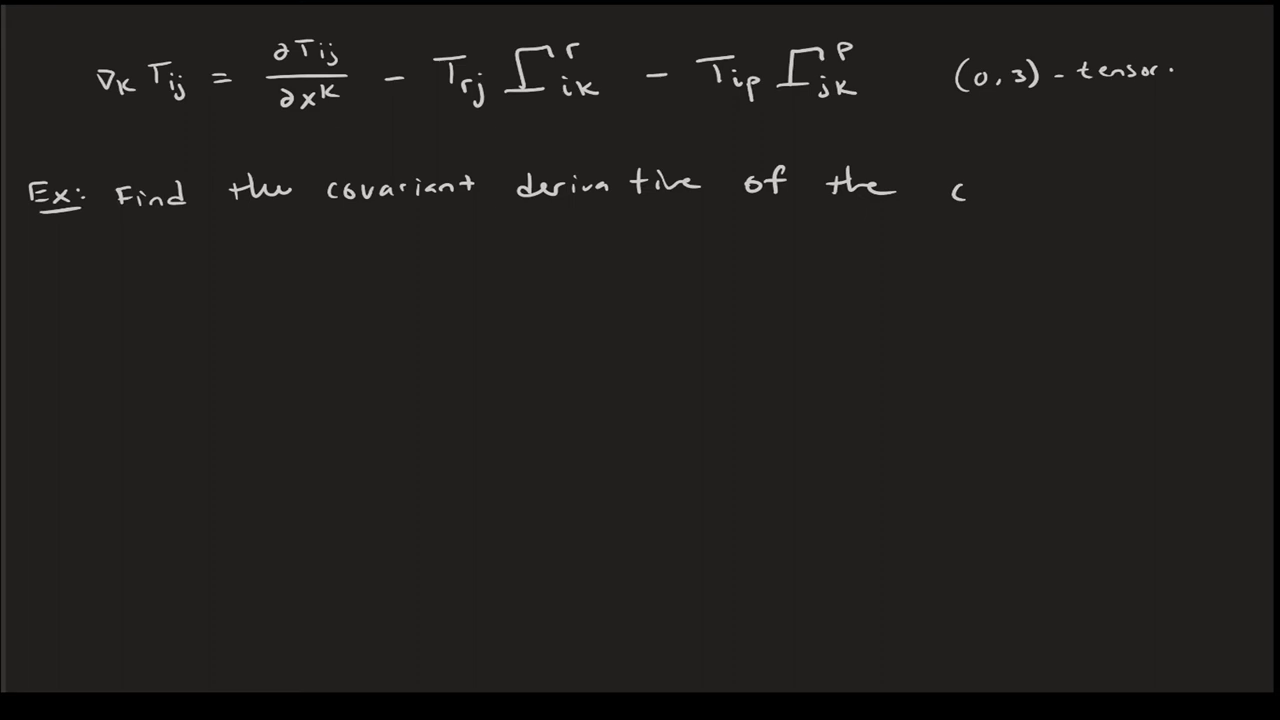 ∇ₖ Tᵢⱼ = ∂Tᵢⱼ/∂xᵏ − Tᵣⱼ Γʳᵢₖ − Tᵢₚ Γᵖⱼₖ (0,3)-tensor.
Ex: Find the covariant derivative of the c